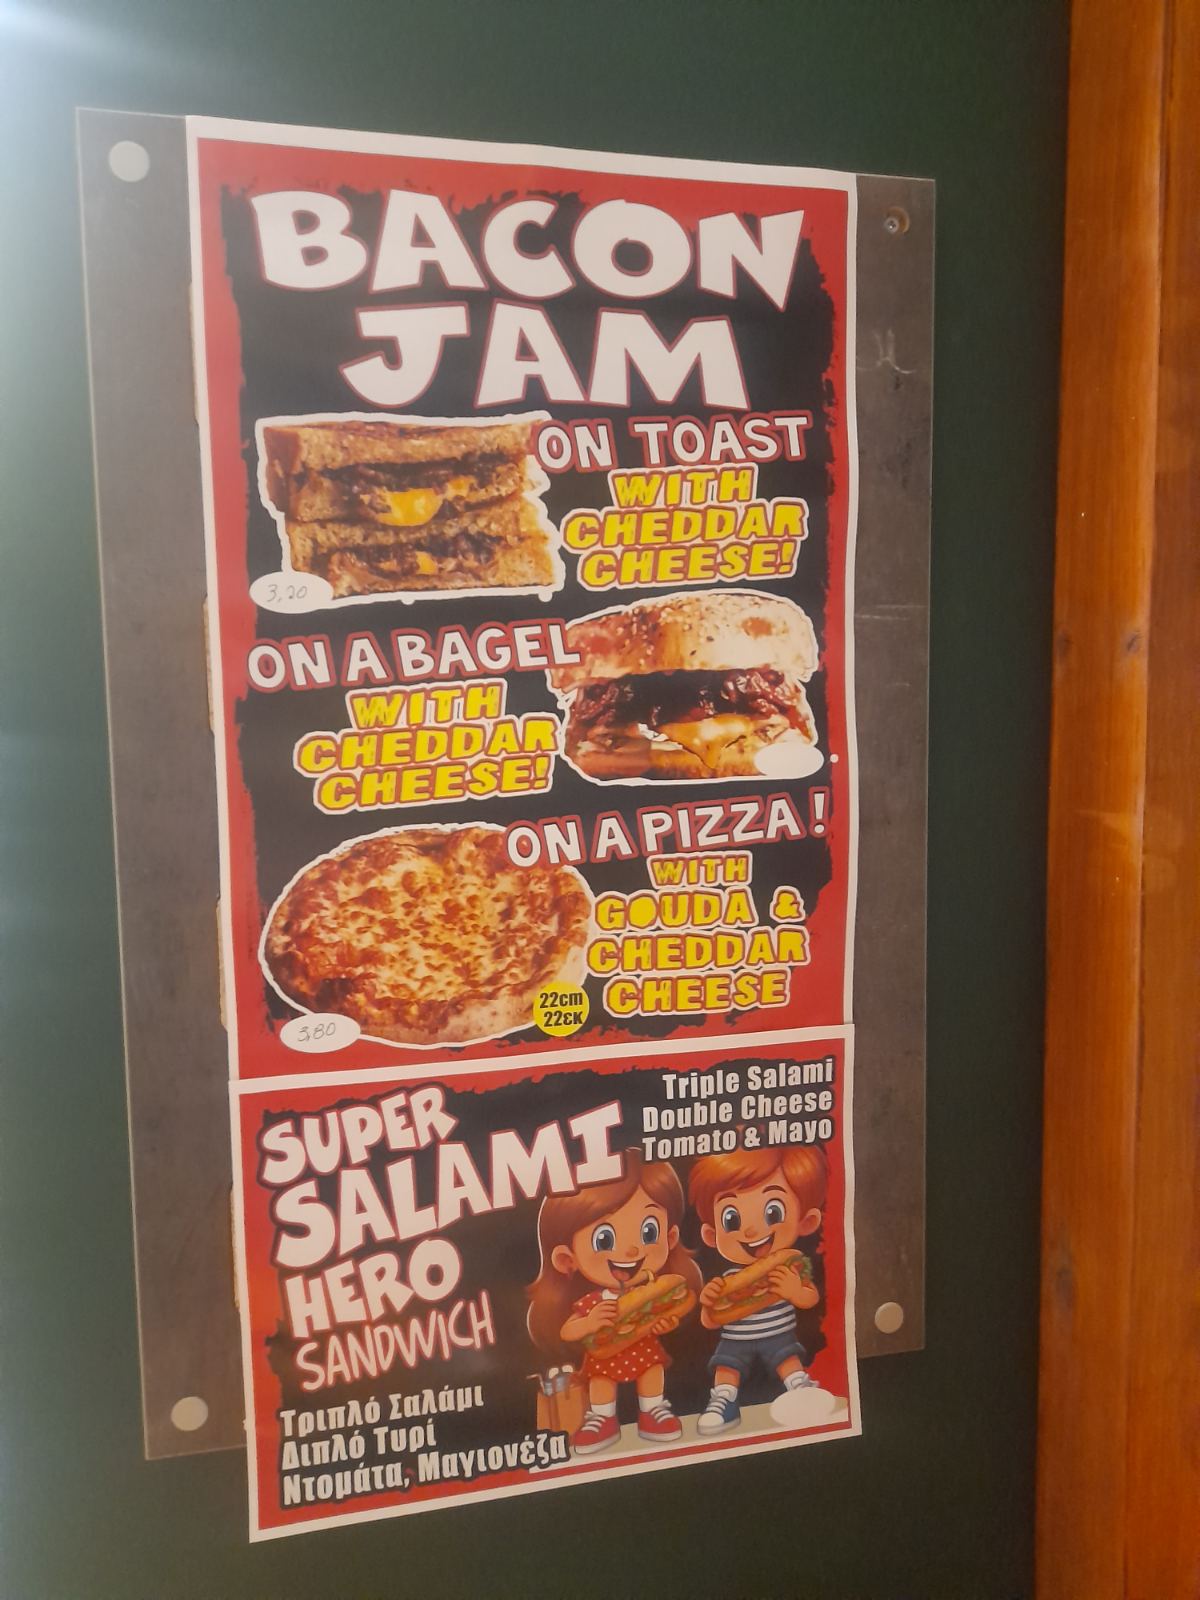 BACON
JAM
ON TOAST
WITH
CHEDDAR
CHEESE!
3,20
ON A BAGEL
WITH
CHEDDAR
CHEESE!
ON A PIZZA!
WITH
GOUDA &
CHEDDAR
CHEESE
22cm
22εκ
3,80
SUPER
SALAMI
HERO
SANDWICH
Triple Salami
Double Cheese
Tomato & Mayo
Τριπλό Σαλάμι
Διπλό Τυρί
Ντομάτα, Μαγιονέζα